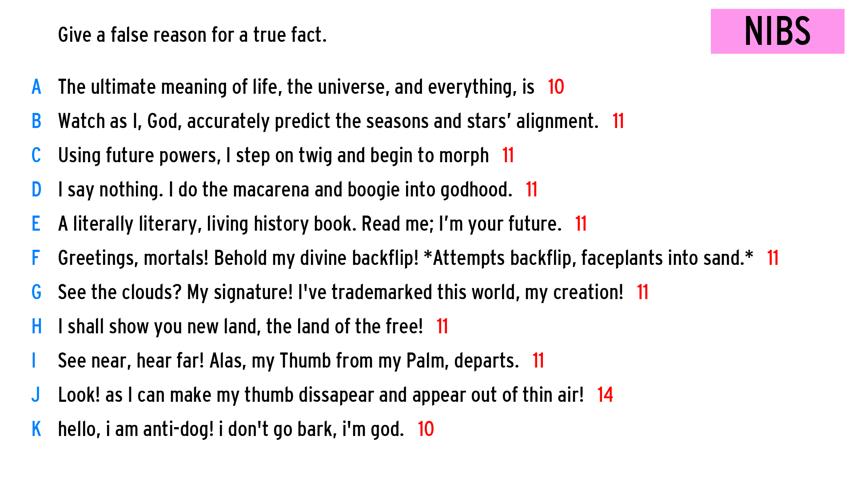 Give a false reason for a true fact.
NIBS
A The ultimate meaning of life, the universe, and everything, is 10
B Watch as I, God, accurately predict the seasons and stars' alignment. 11
C Using future powers, I step on twig and begin to morph 11
D I say nothing. I do the macarena and boogie into godhood. 11
E A literally literary, living history book. Read me; I'm your future. 11
F Greetings, mortals! Behold my divine backflip! *Attempts backflip, faceplants into sand.* 11
G See the clouds? My signature! I've trademarked this world, my creation! 11
H I shall show you new land, the land of the free! 11
I See near, hear far! Alas, my Thumb from my Palm, departs. 11
J Look! as I can make my thumb dissapear and appear out of thin air! 14
K hello, i am anti-dog! i don't go bark, i'm god. 10